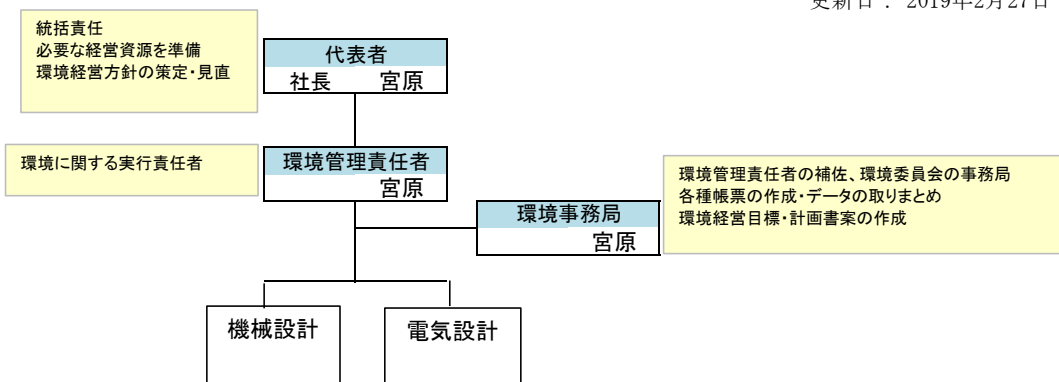 更新日： 2019年2月27日
統括責任
必要な経営資源を準備
環境経営方針の策定・見直
代表者
社長　宮原
環境に関する実行責任者
環境管理責任者
宮原
環境管理責任者の補佐、環境委員会の事務局
各種帳票の作成・データの取りまとめ
環境経営目標・計画書案の作成
環境事務局
宮原
機械設計
電気設計